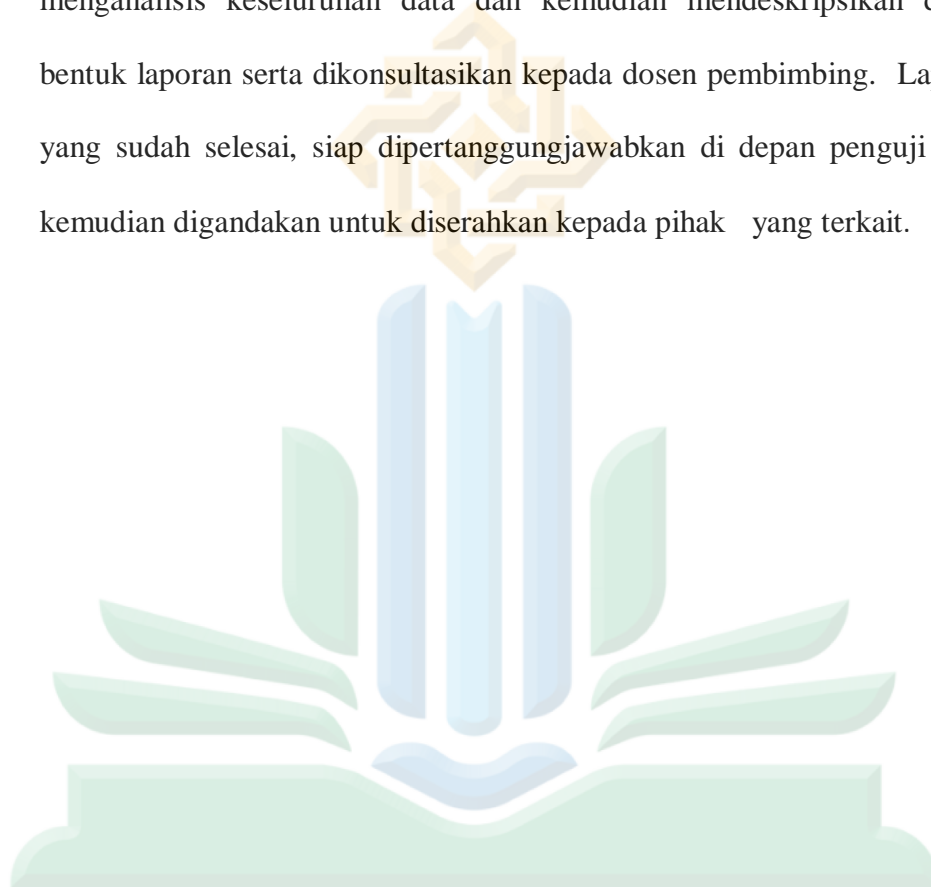 menganalisis keseluruhan data dan kemudian mendeskripsikan
bentuk laporan serta dikonsultasikan kepada dosen pembimbing.
yang sudah selesai, siap dipertanggungjawabkan di depan penguji
kemudian digandakan untuk diserahkan kepada pihak yang terkait.